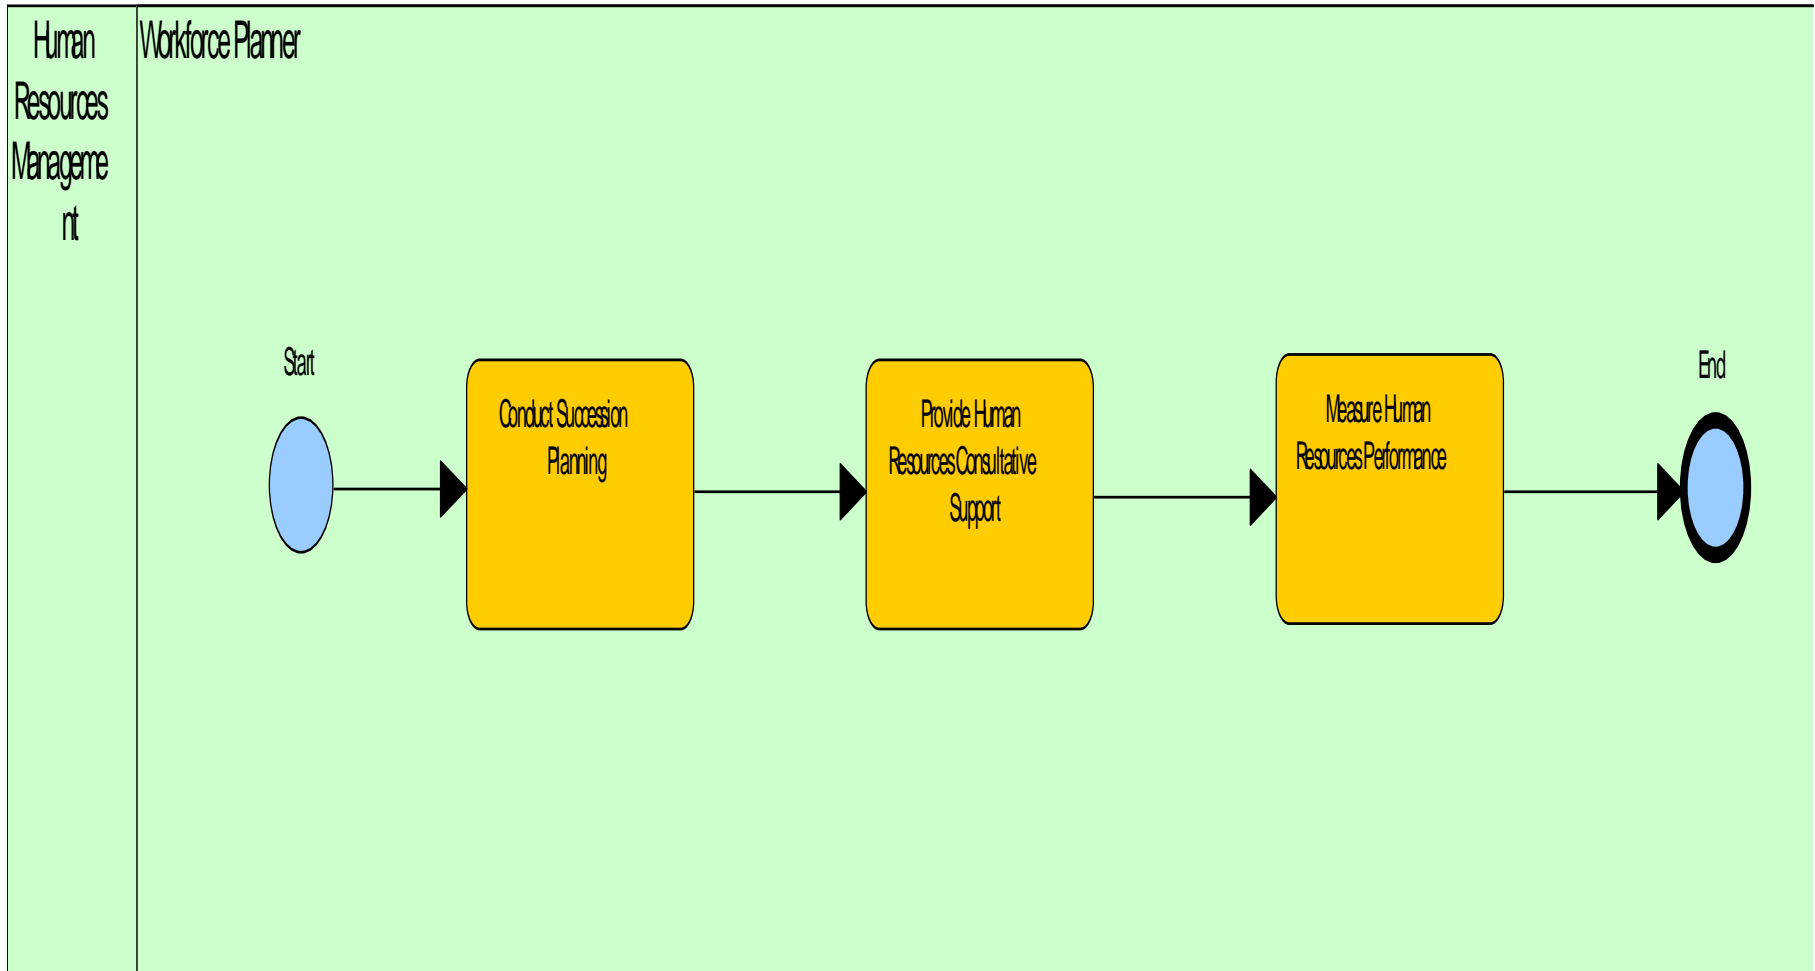 Human
Resources
Manageme
nt
Workforce Planner
Start
Conduct Succession
Planning
Provide Human
Resources Consultative
Support
Measure Human
Resources Performance
End